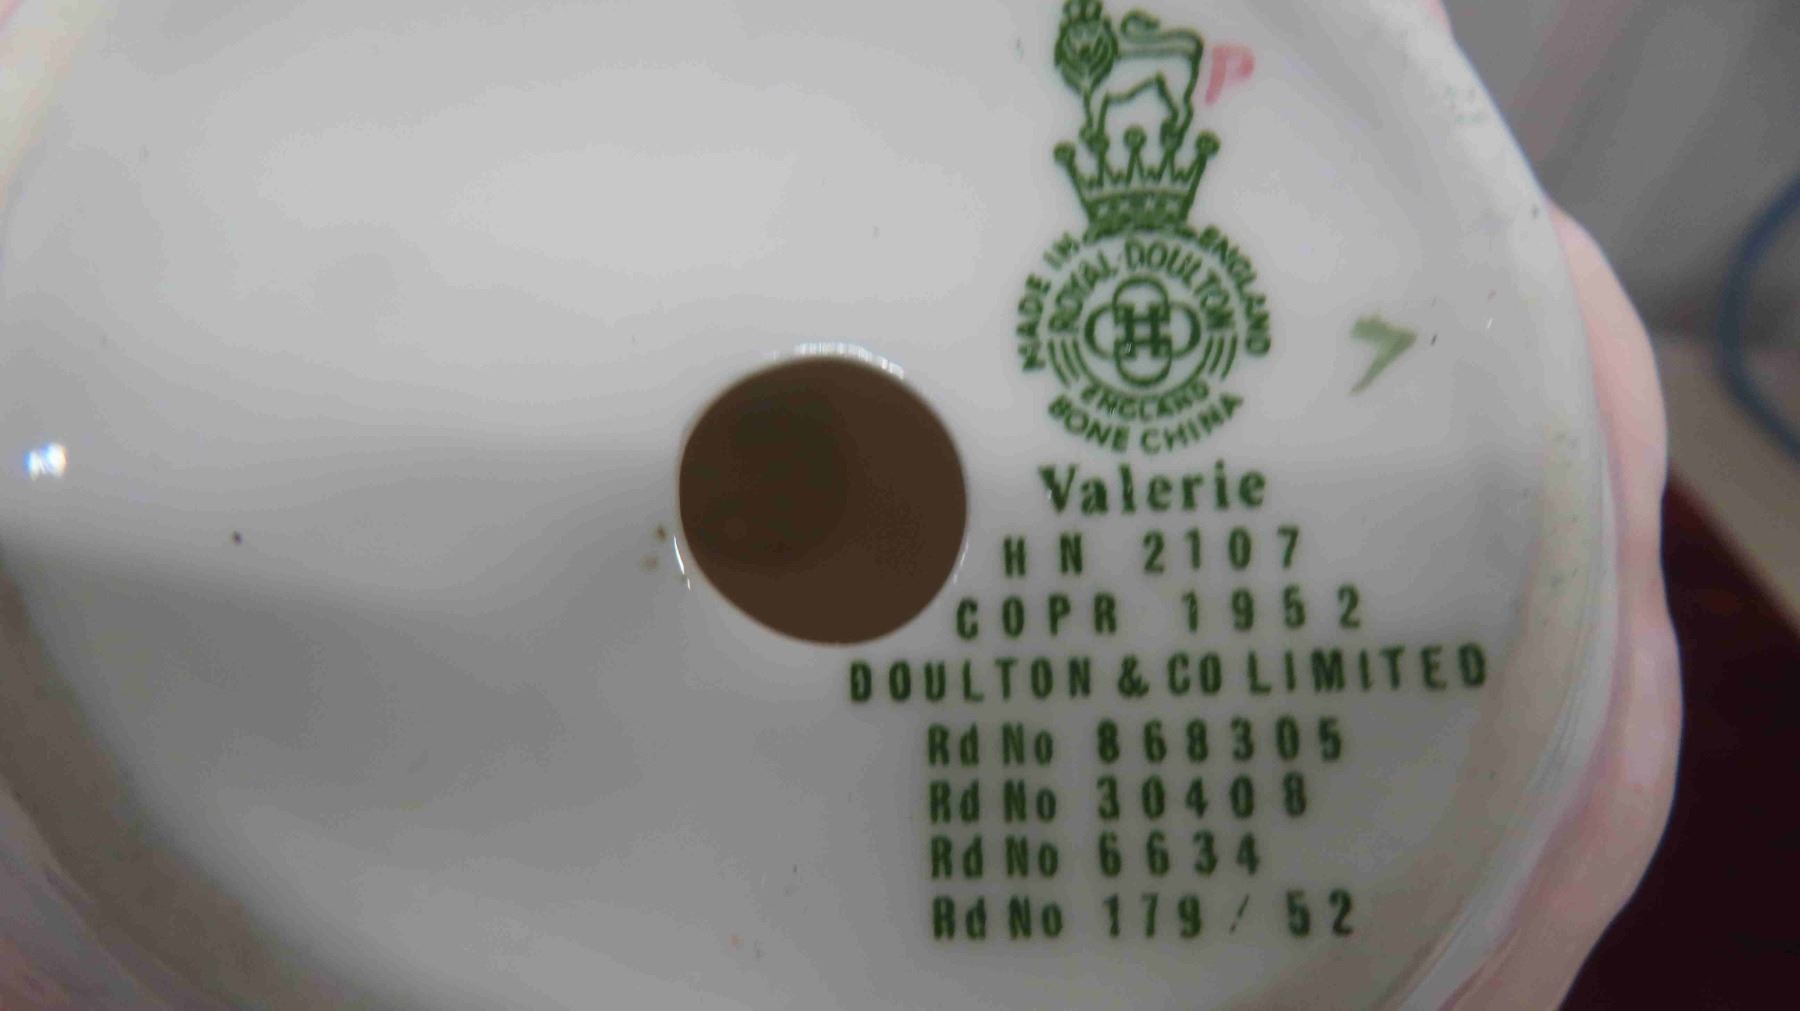 P
MADE IN ENGLAND
ROYAL DOULTON
ENGLAND
BONE CHINA
Valerie
HN 2107
COPR 1952
DOULTON & CO LIMITED
Rd No 868305
Rd No 30408
Rd No 6634
Rd No 179/52